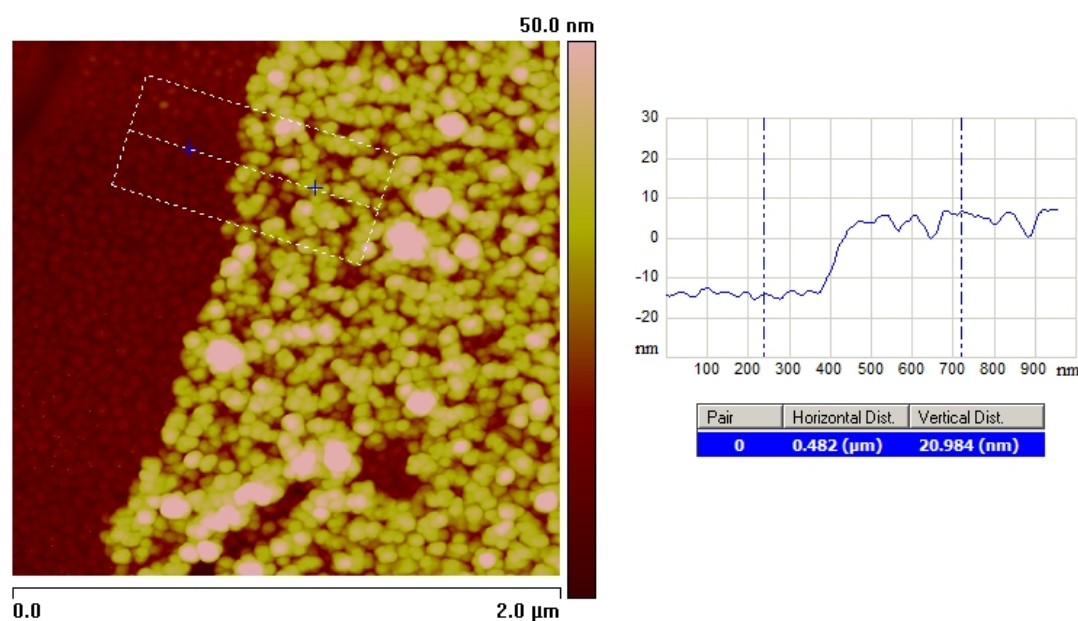 50.0 nm
0.0
2.0 µm
30
20
10
0
-10
-20
nm
100 200 300 400 500 600 700 800 900 nm
Pair Horizontal Dist. Vertical Dist.
0 0.482 (µm) 20.984 (nm)